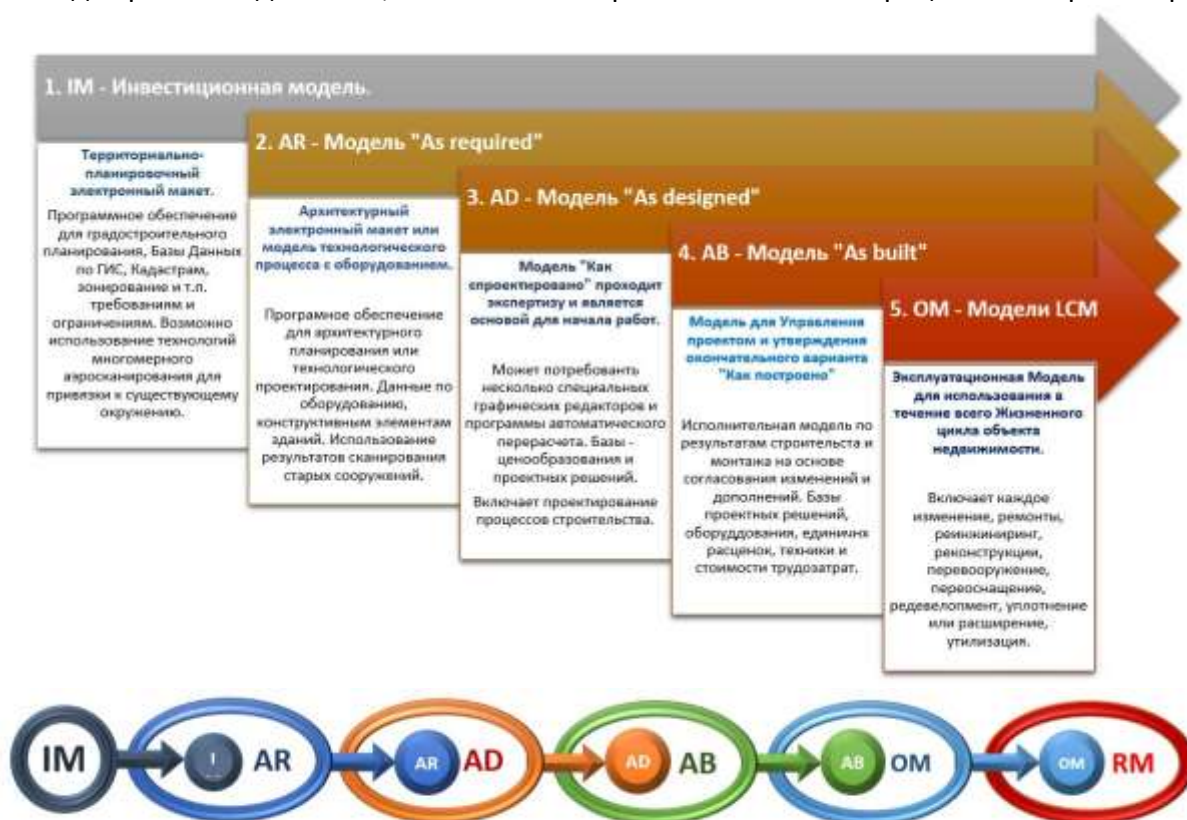 1. IM - Инвестиционная модель.
Территориально-
планировочный
электронный макет.
Программное обеспечение
для градостроительного
планирования, Базы Данных
по ГИС, Кадастрам,
зонирование и т.п.
требованиям и
ограничениям. Возможно
использование технологий
многомерного
аэросканирования для
привязки к существующему
окружению.
2. AR - Модель "As required"
Архитектурный
электронный макет или
модель технологического
процесса с оборудованием.
Програмное обеспечение
для архитектурного
планирования или
технологического
проектирования. Данные по
оборудованию,
конструктивным элементам
зданий. Использование
результатов сканирования
старых сооружений.
3. AD - Модель "As designed"
Модель "Как
спроектировано" проходит
экспертизу и является
основой для начала работ.
Может потребовать
несколько специальных
графических редакторов и
программы автоматического
перерасчета. Базы -
ценообразования и
проектных решений.
Включает проектирование
процессов строительства.
4. AB - Модель "As built"
Модель для Управления
проектом и утверждения
окончательного варианта
"Как построено"
Исполнительная модель по
результатам строительста и
монтажа на основе
согласования изменений и
дополнений. Базы
проектных решений,
оборуддования, единичнх
расценок, техники и
стоимости трудозатрат.
5. OM - Модели LCM
Эксплуатационная Модель
для использования в
течение всего Жизненного
цикла объекта
недвижимости.
Включает каждое
изменение, ремонты,
реинжиниринг,
реконструкции,
перевооружение,
переоснащение,
редевелопмент, уплотнение
или расширение,
утилизация.
IM I AR AR AD AD AB AB OM OM RM